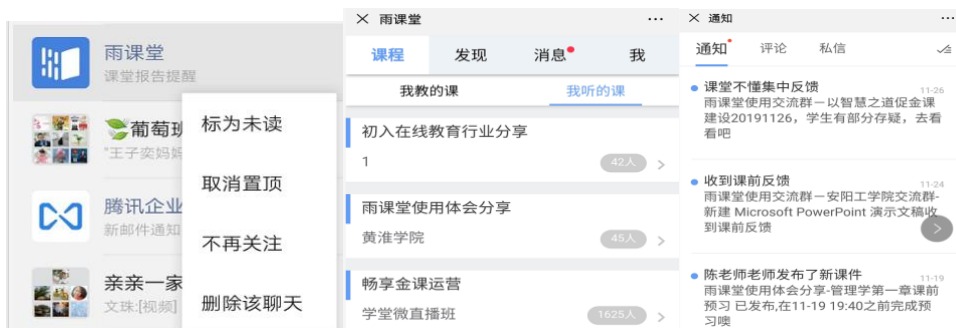 雨课堂
课堂报告提醒
葡萄班
"王子奕妈妈
腾讯企业
新邮件通知
亲亲一家
文珠:[视频]
标为未读
取消置顶
不再关注
删除该聊天
雨课堂
课程 发现 消息 我
我教的课 我听的课
初入在线教育行业分享
1 42人
雨课堂使用体会分享
黄淮学院 45人
畅享金课运营
学堂微直播班 1625人
通知
通知 评论 私信
课堂不懂集中反馈 11-26
雨课堂使用交流群－以智慧之道促金课
建设20191126，学生有部分存疑，去看
看吧
收到课前反馈 11-24
雨课堂使用交流群－安阳工学院交流群-
新建 Microsoft PowerPoint 演示文稿收
到课前反馈
陈老师老师发布了新课件 11-19
雨课堂使用体会分享-管理学第一章课前
预习 已发布,在11-19 19:40之前完成预
习噢